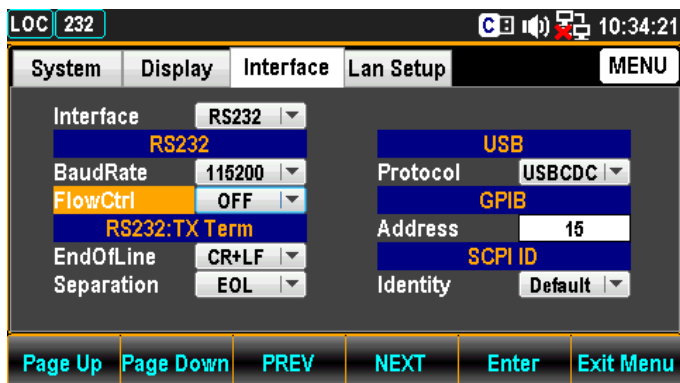 LOC 232 C 10:34:21
System Display Interface Lan Setup MENU
Interface RS232
RS232 USB
BaudRate 115200 Protocol USBCDC
FlowCtrl OFF GPIB
RS232:TX Term Address 15
EndOfLine CR+LF SCPI ID
Separation EOL Identity Default
Page Up Page Down PREV NEXT Enter Exit Menu